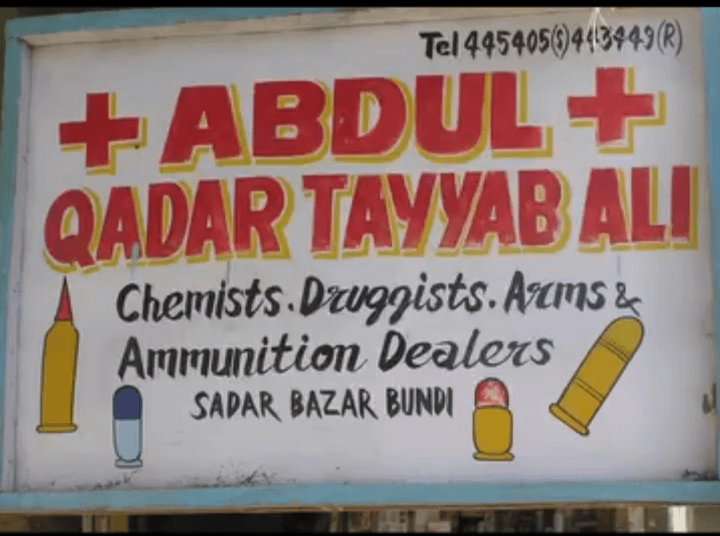 Tel 445405(S) 443449(R)
ABDUL
QADAR TAYYAB ALI
Chemists. Druggists. Arms &
Ammunition Dealers
SADAR BAZAR BUNDI